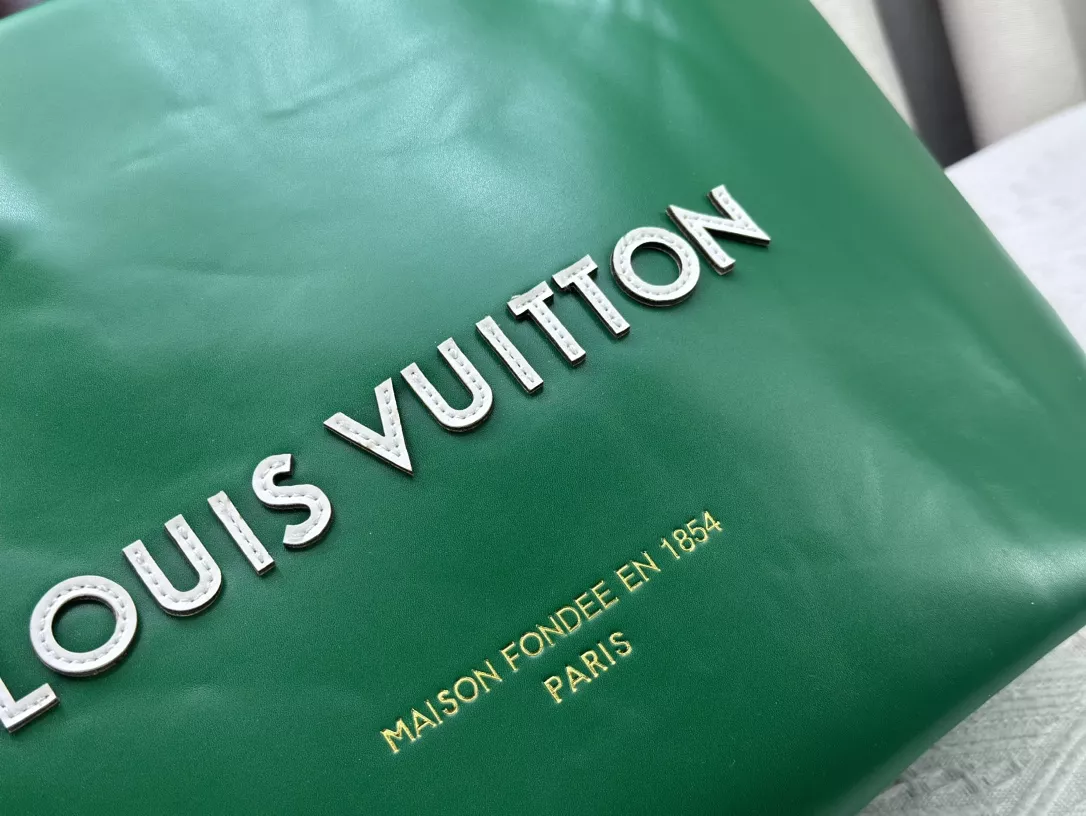 LOUIS VUITTON
MAISON FONDEE EN 1854
PARIS